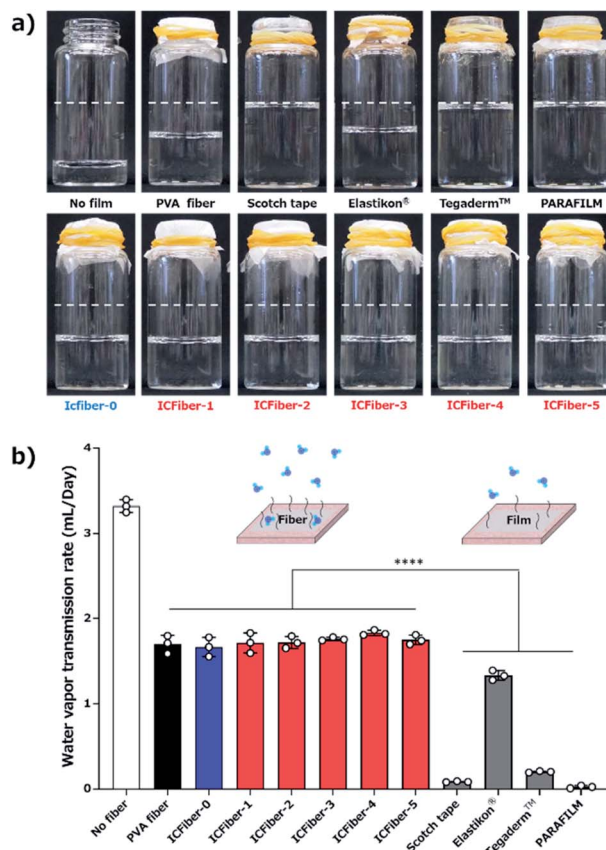 a)
No film PVA fiber Scotch tape Elastikon® Tegaderm™ PARAFILM
Icfiber-0 ICFiber-1 ICFiber-2 ICFiber-3 ICFiber-4 ICFiber-5
b)
Water vapor transmission rate (mL/Day)
4
3
2
1
0
Fiber
Film
****
No fiber
PVA fiber
ICFiber-0
ICFiber-1
ICFiber-2
ICFiber-3
ICFiber-4
ICFiber-5
Scotch tape
Elastikon®
Tegaderm™
PARAFILM